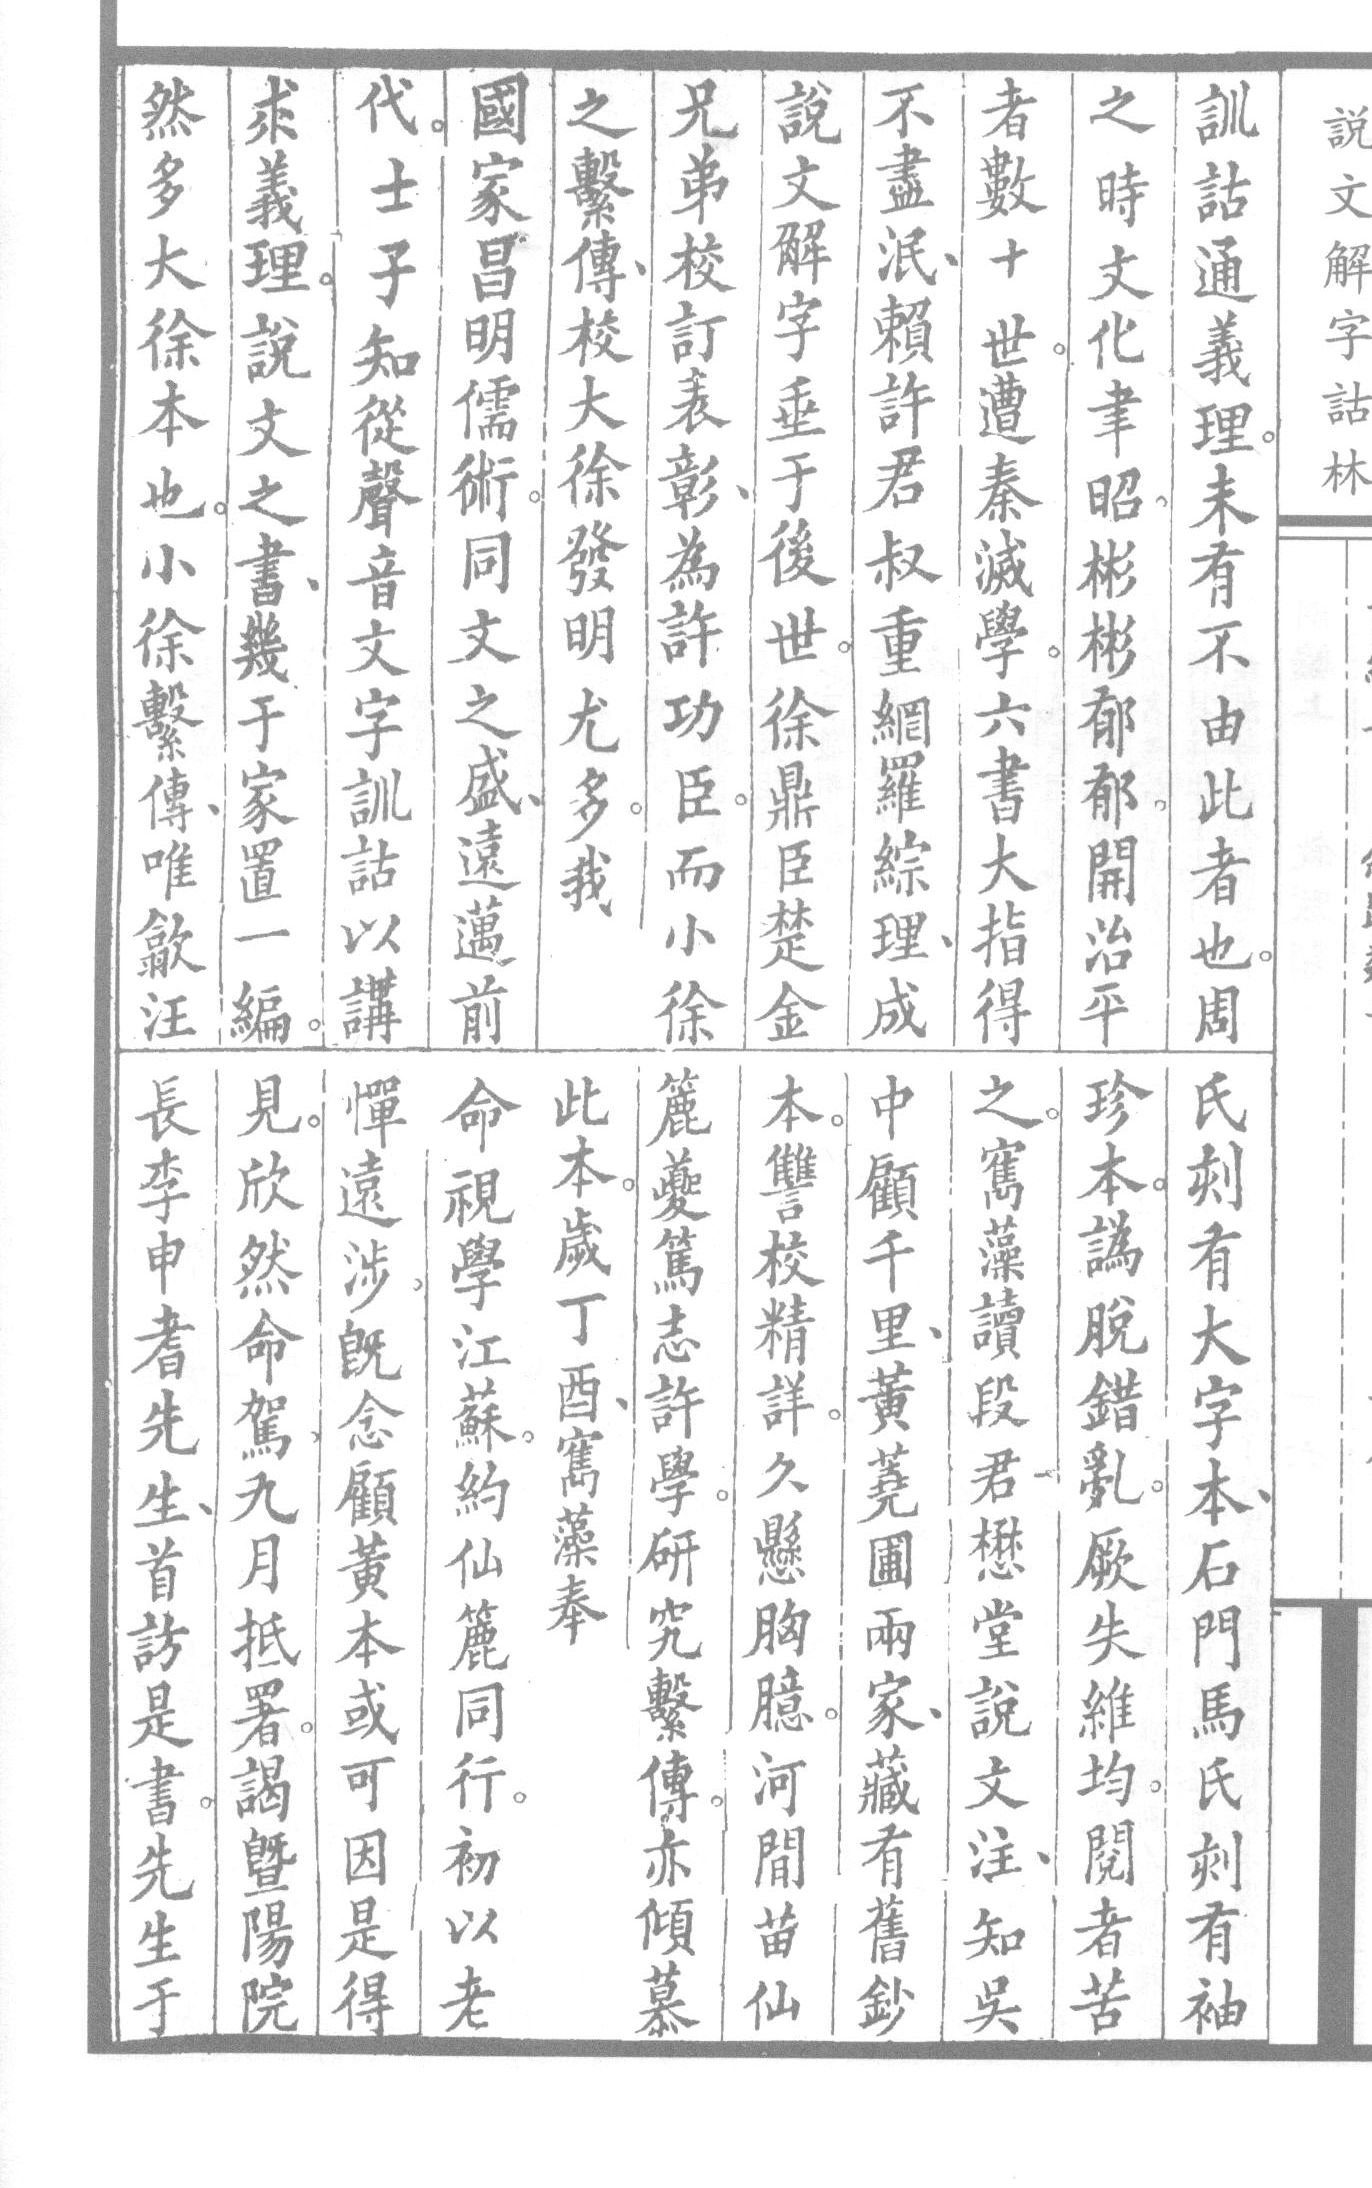 說文解字詁林
訓詁通義理。未有不由此者也。周
之時文化聿昭。彬彬郁郁。開治平
者數十世。遭秦滅學。六書大指得
不盡泯、賴許君叔重網羅綜理、成
說文解字垂于後世。徐鼎臣楚金
兄弟校訂表彰、為許功臣。而小徐
之繫傳、校大徐發明尤多。我
國家昌明儒術。同文之盛、遠邁前
代。士子知從聲音文字訓詁以講
求義理。說文之書、幾于家置一編。
然多大徐本也。小徐繫傳、唯歙汪
氏刻有大字本、石門馬氏刻有袖
珍本。譌脫錯亂。厥失維均。閱者苦
之。寯藻讀段君懋堂說文注、知吳
中顧千里、黃蕘圃兩家、藏有舊鈔
本。讐校精詳。久懸胸臆。河間苗仙
簏夔篤志許學。研究繫傳。亦傾慕
此本。歲丁酉、寯藻奉
命視學江蘇。約仙簏同行。初以老
憚遠涉。既念顧黃本或可因是得
見。欣然命駕。九月抵署。謁曁陽院
長李申耆先生、首訪是書。先生于